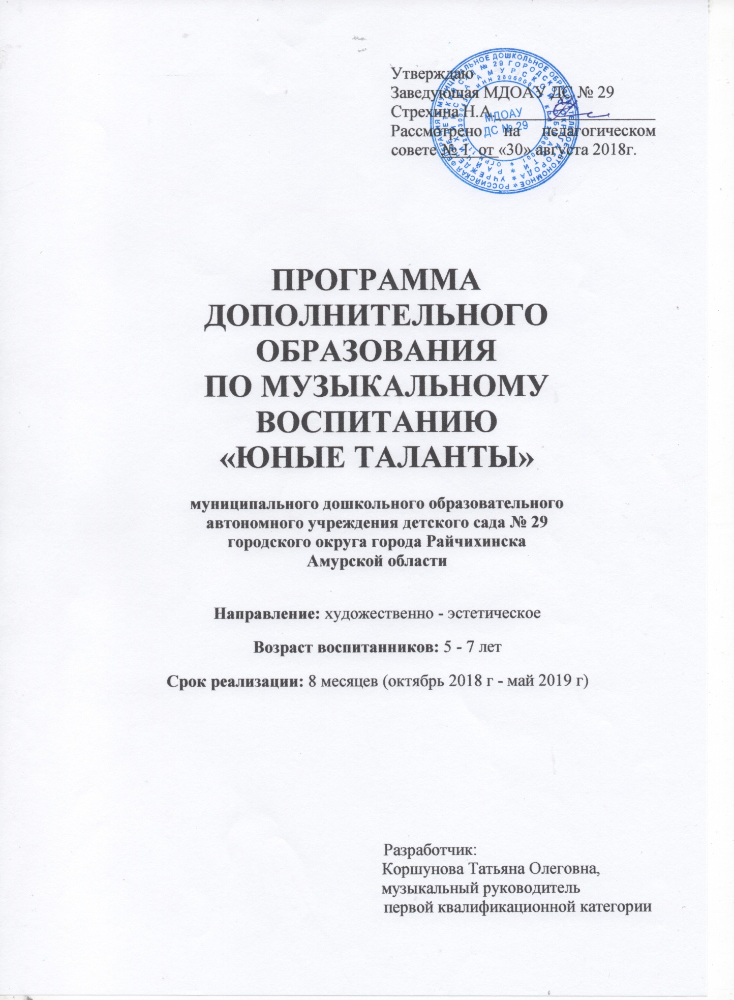 Утверждаю
Заведующая МДОАУ ДС № 29
Стрехина Н.А.____________________
Рассмотрено на педагогическом
совете № 1 от «30» августа 2018г.
МДОАУ
ДС № 29
ПРОГРАММА
ДОПОЛНИТЕЛЬНОГО
ОБРАЗОВАНИЯ
ПО МУЗЫКАЛЬНОМУ
ВОСПИТАНИЮ
«ЮНЫЕ ТАЛАНТЫ»
муниципального дошкольного образовательного
автономного учреждения детского сада № 29
городского округа города Райчихинска
Амурской области
Направление: художественно - эстетическое
Возраст воспитанников: 5 - 7 лет
Срок реализации: 8 месяцев (октябрь 2018 г - май 2019 г)
Разработчик:
Коршунова Татьяна Олеговна,
музыкальный руководитель
первой квалификационной категории